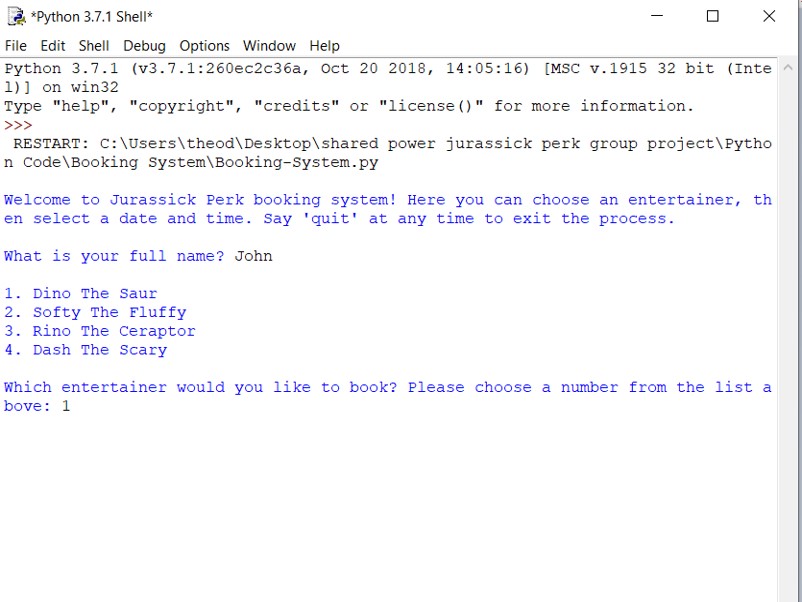 *Python 3.7.1 Shell*
File Edit Shell Debug Options Window Help
Python 3.7.1 (v3.7.1:260ec2c36a, Oct 20 2018, 14:05:16) [MSC v.1915 32 bit (Inte
l)] on win32
Type "help", "copyright", "credits" or "license()" for more information.
>>>
 RESTART: C:\Users\theod\Desktop\shared power jurassick perk group project\Pytho
n Code\Booking System\Booking-System.py
Welcome to Jurassick Perk booking system! Here you can choose an entertainer, th
en select a date and time. Say 'quit' at any time to exit the process.
What is your full name? John
1. Dino The Saur
2. Softy The Fluffy
3. Rino The Ceraptor
4. Dash The Scary
Which entertainer would you like to book? Please choose a number from the list a
bove: 1